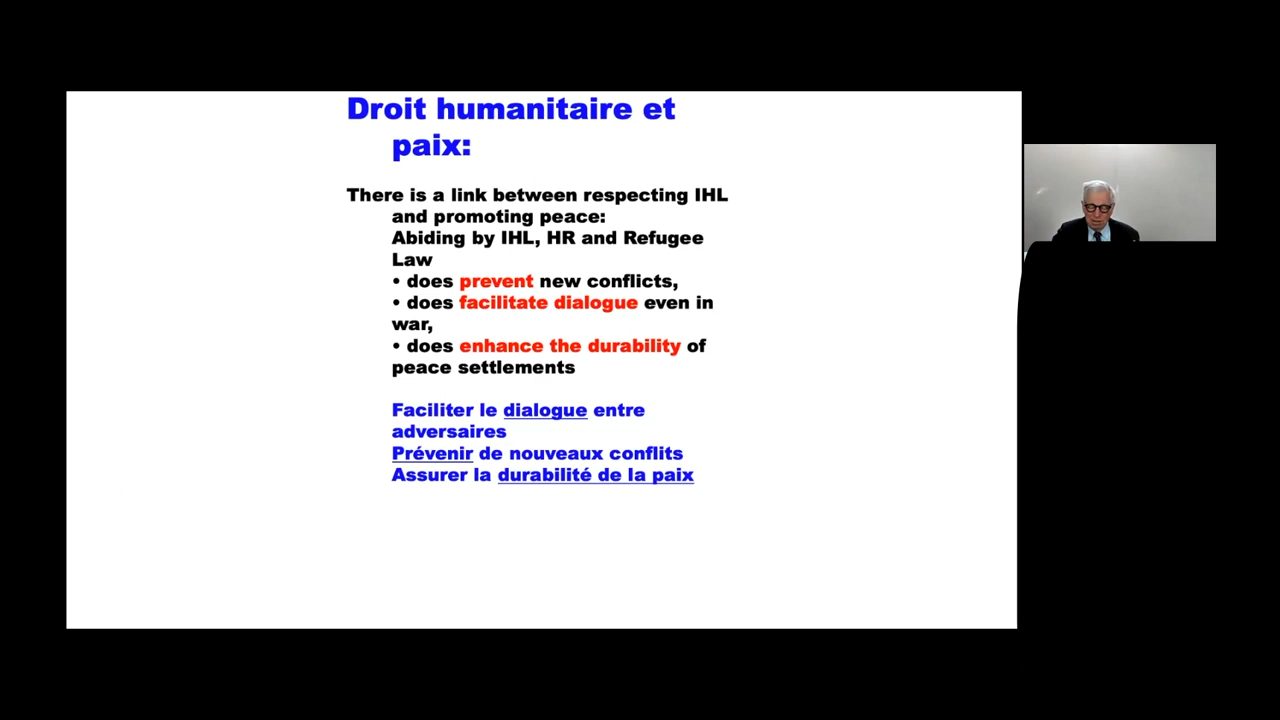 Droit humanitaire et
paix:
There is a link between respecting IHL
and promoting peace:
Abiding by IHL, HR and Refugee
Law
• does prevent new conflicts,
• does facilitate dialogue even in
war,
• does enhance the durability of
peace settlements
Faciliter le dialogue entre
adversaires
Prévenir de nouveaux conflits
Assurer la durabilité de la paix